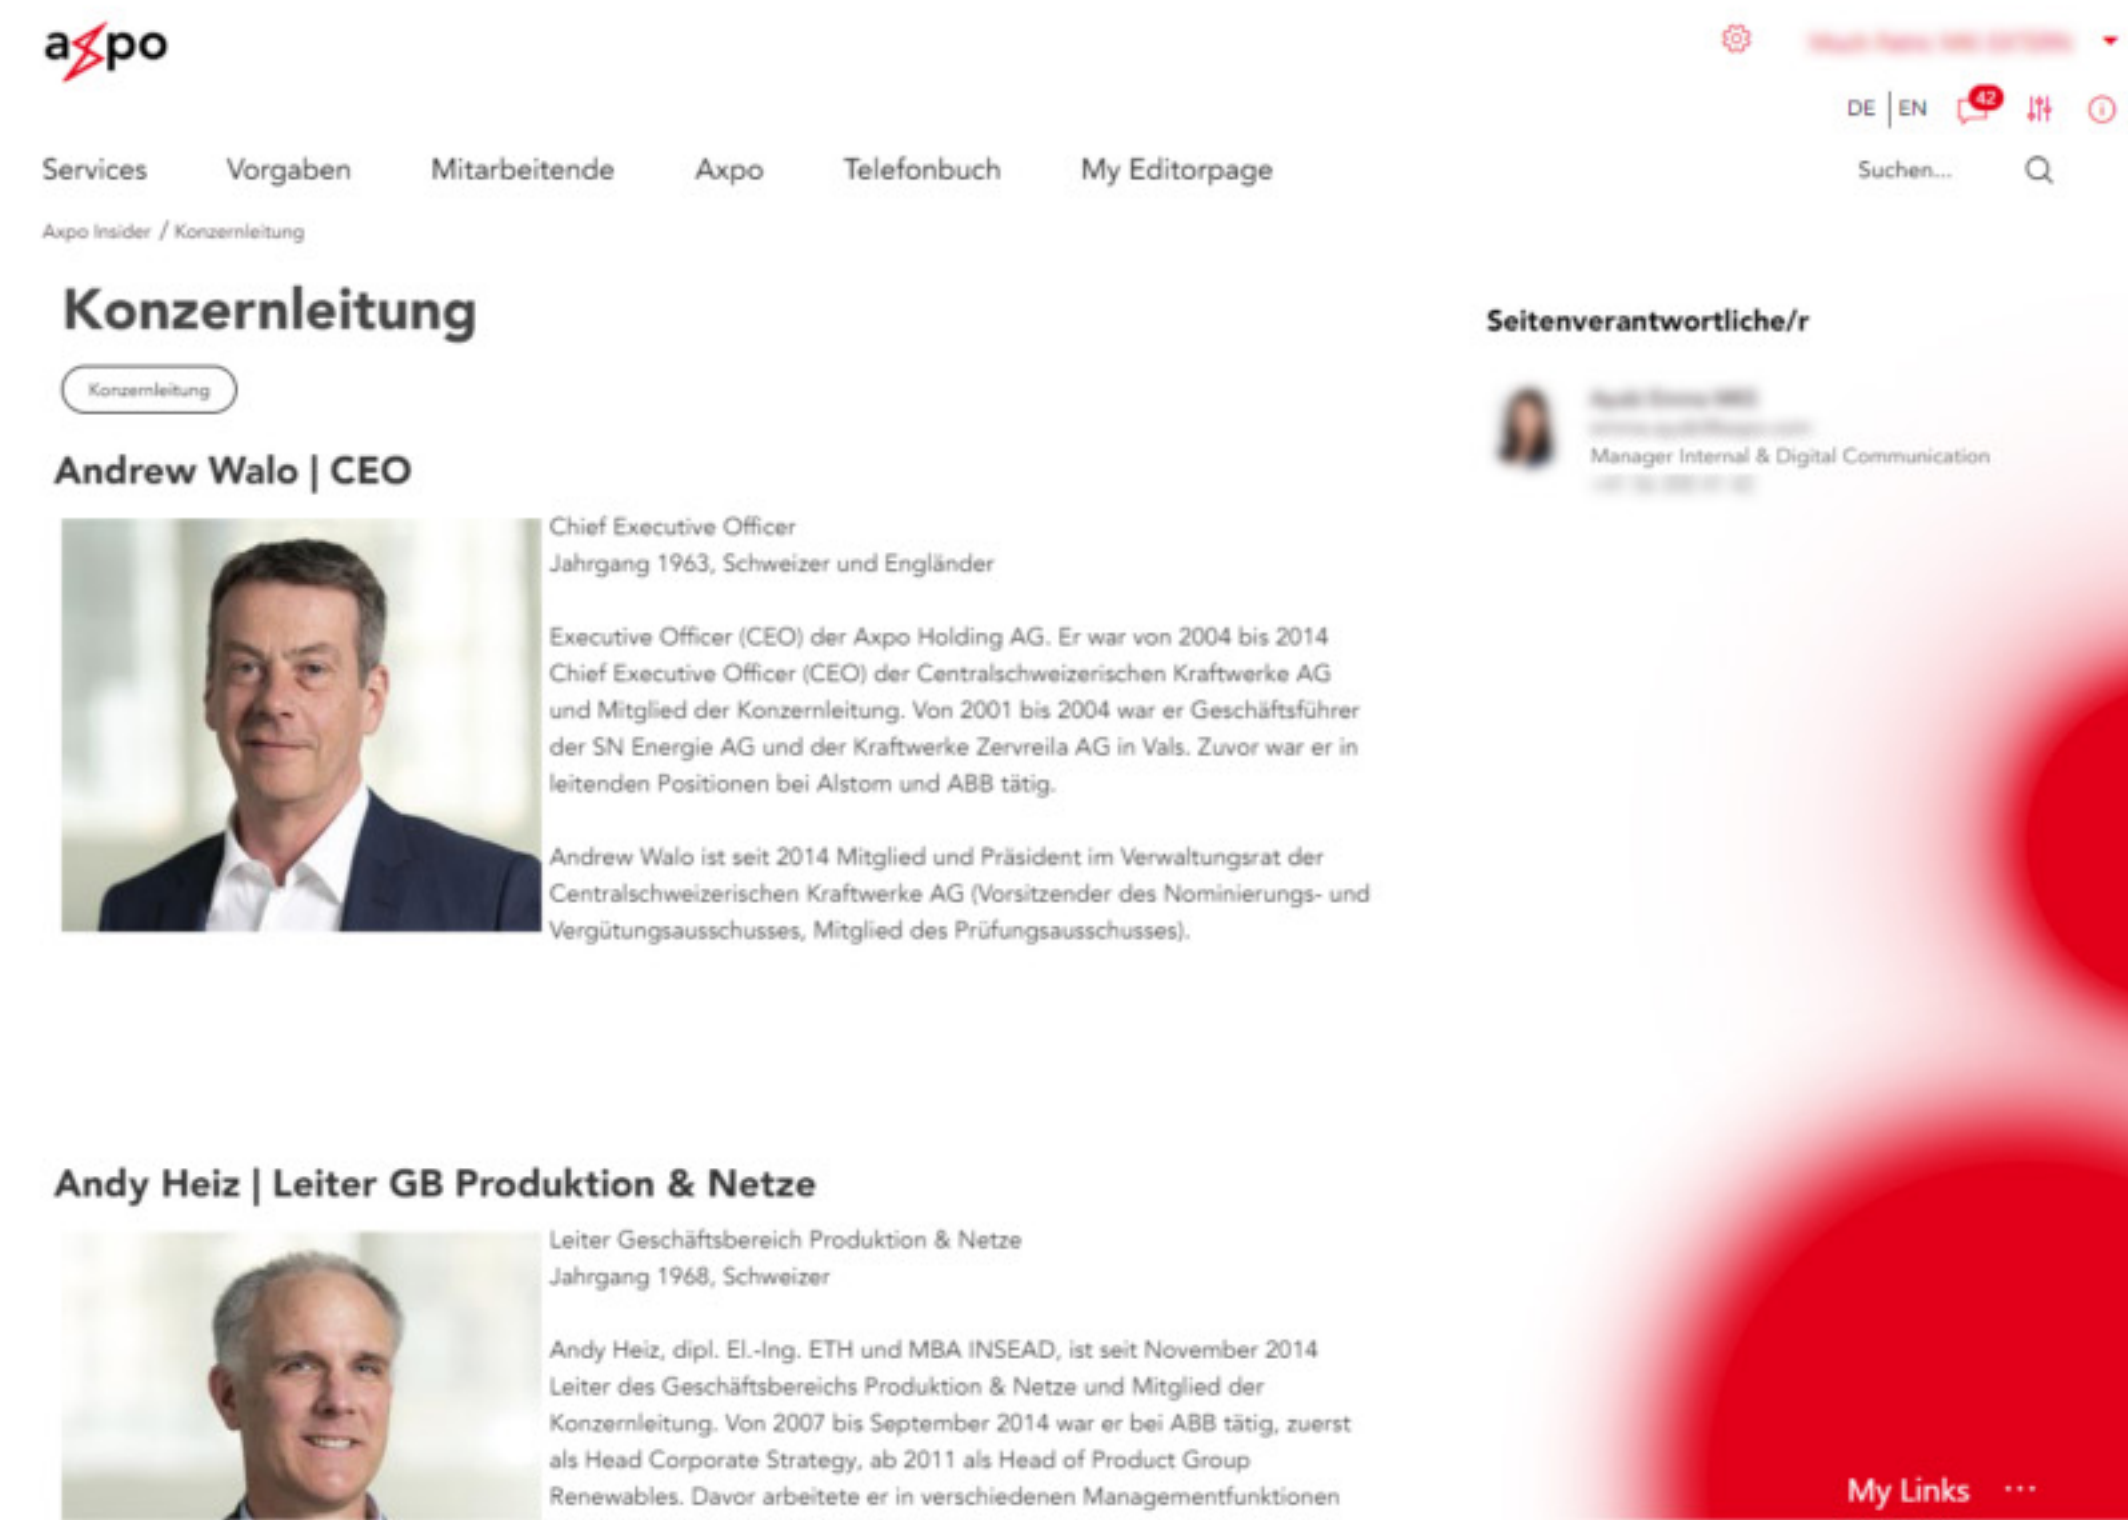 axpo
DE | EN
42
Services Vorgaben Mitarbeitende Axpo Telefonbuch My Editorpage
Suchen...
Axpo Insider / Konzernleitung
Konzernleitung
Konzernleitung
Andrew Walo | CEO
Chief Executive Officer
Jahrgang 1963, Schweizer und Engländer
Executive Officer (CEO) der Axpo Holding AG. Er war von 2004 bis 2014
Chief Executive Officer (CEO) der Centralschweizerischen Kraftwerke AG
und Mitglied der Konzernleitung. Von 2001 bis 2004 war er Geschäftsführer
der SN Energie AG und der Kraftwerke Zervreila AG in Vals. Zuvor war er in
leitenden Positionen bei Alstom und ABB tätig.
Andrew Walo ist seit 2014 Mitglied und Präsident im Verwaltungsrat der
Centralschweizerischen Kraftwerke AG (Vorsitzender des Nominierungs- und
Vergütungsausschusses, Mitglied des Prüfungsausschusses).
Andy Heiz | Leiter GB Produktion & Netze
Leiter Geschäftsbereich Produktion & Netze
Jahrgang 1968, Schweizer
Andy Heiz, dipl. El.-Ing. ETH und MBA INSEAD, ist seit November 2014
Leiter des Geschäftsbereichs Produktion & Netze und Mitglied der
Konzernleitung. Von 2007 bis September 2014 war er bei ABB tätig, zuerst
als Head Corporate Strategy, ab 2011 als Head of Product Group
Renewables. Davor arbeitete er in verschiedenen Managementfunktionen
Seitenverantwortliche/r
Manager Internal & Digital Communication
My Links ...